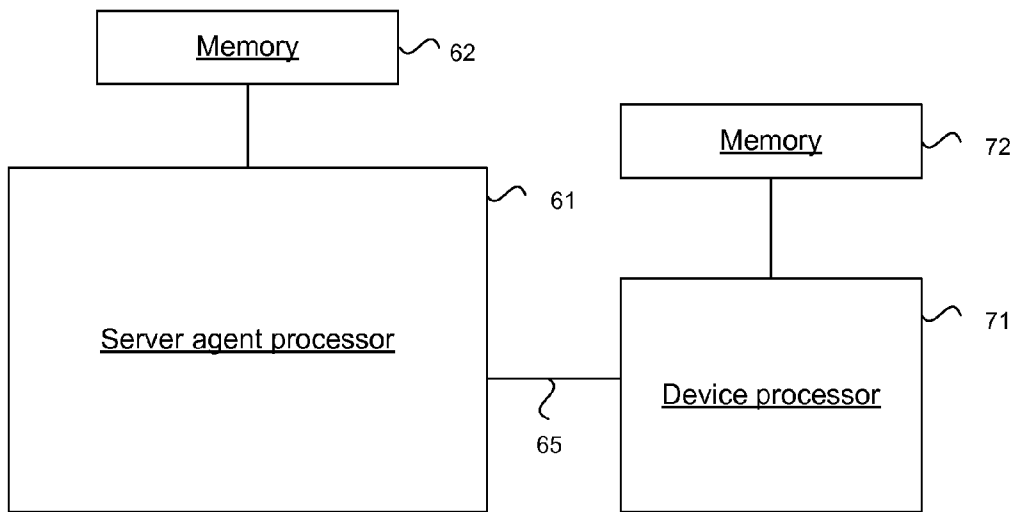 Memory
62
Memory
72
61
Server agent processor
71
Device processor
65